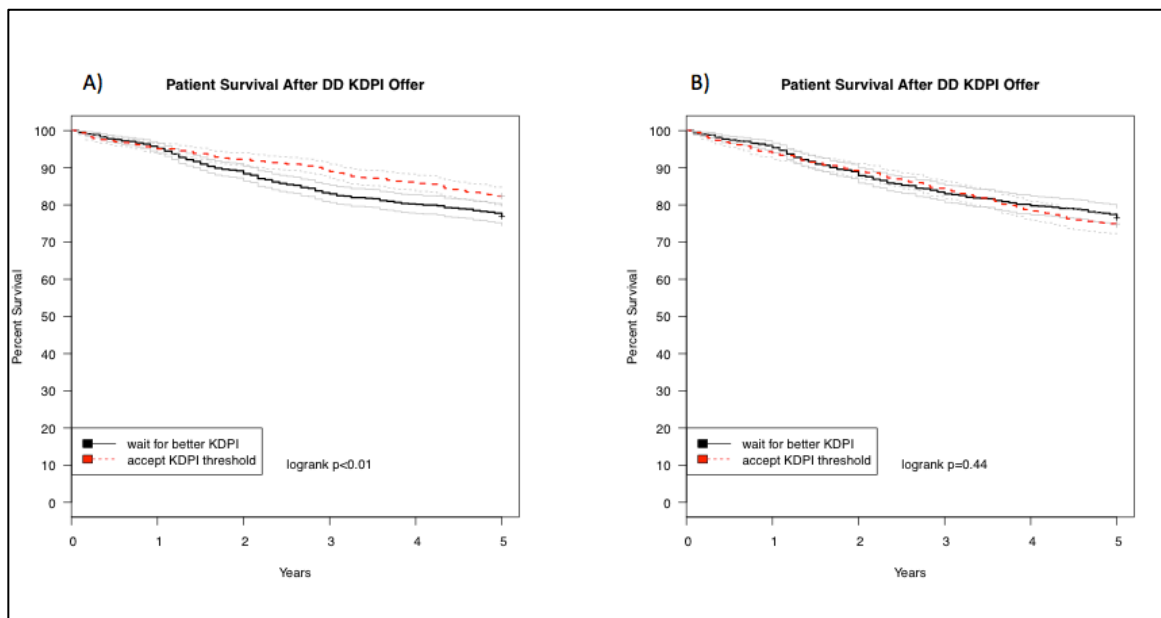 A)
Patient Survival After DD KDPI Offer
100
90
80
70
60
50
40
30
20
10
0
Percent Survival
wait for better KDPI
accept KDPI threshold
logrank p<0.01
0 1 2 3 4 5
Years
B)
Patient Survival After DD KDPI Offer
100
90
80
70
60
50
40
30
20
10
0
Percent Survival
wait for better KDPI
accept KDPI threshold
logrank p=0.44
0 1 2 3 4 5
Years